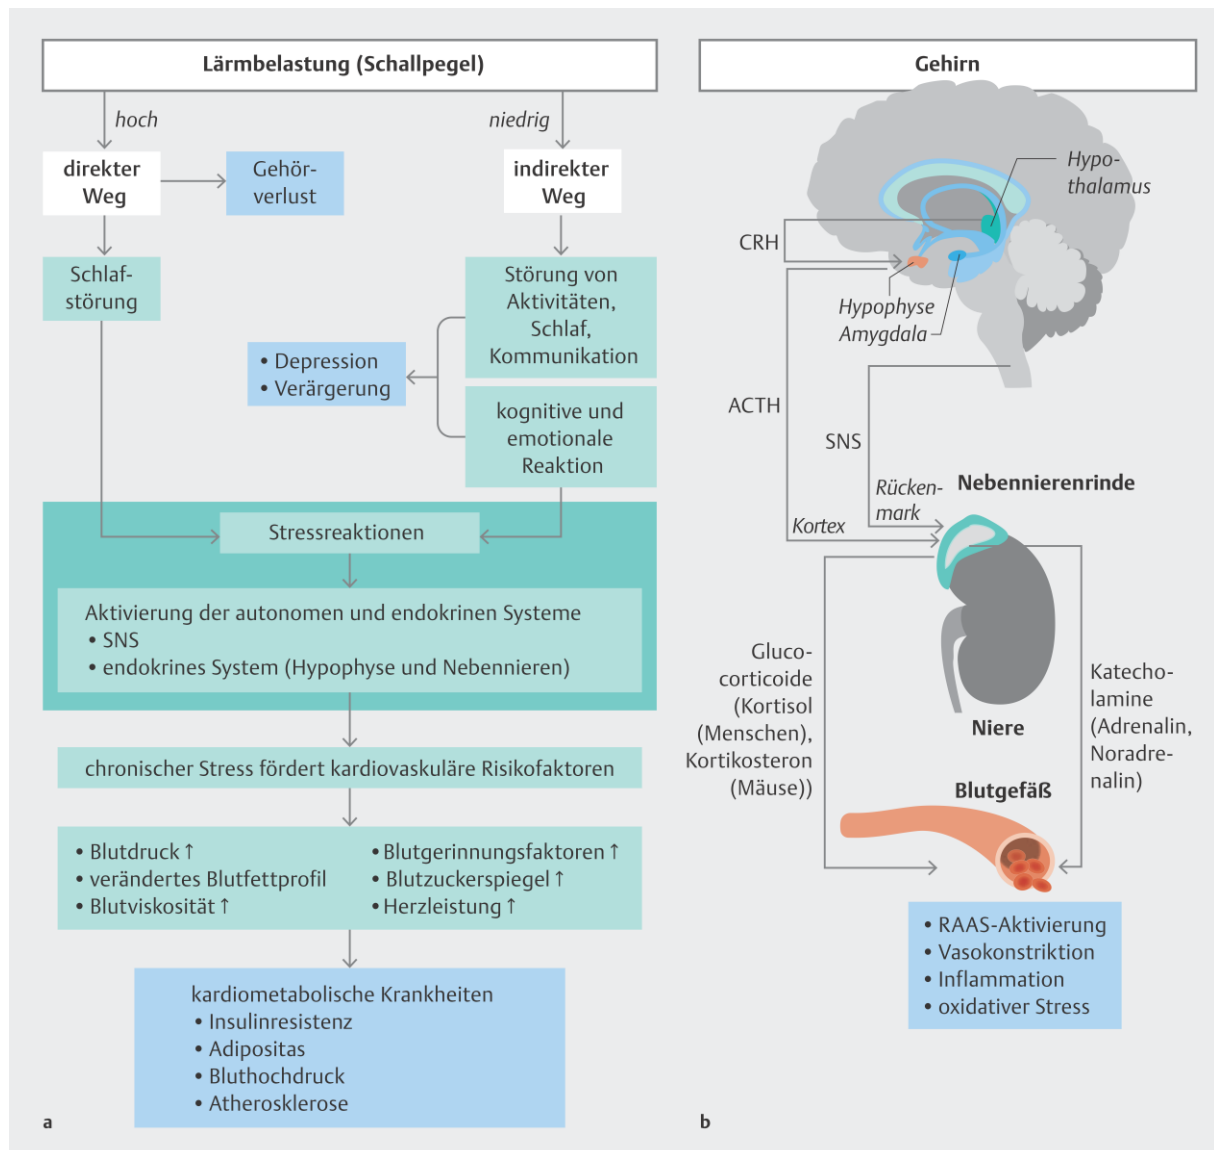 Lärmbelastung (Schallpegel)
hoch
niedrig
direkter
Weg
Gehör-
verlust
indirekter
Weg
Schlaf-
störung
Störung von
Aktivitäten,
Schlaf,
Kommunikation
• Depression
• Verärgerung
kognitive und
emotionale
Reaktion
Stressreaktionen
Aktivierung der autonomen und endokrinen Systeme
• SNS
• endokrines System (Hypophyse und Nebennieren)
chronischer Stress fördert kardiovaskuläre Risikofaktoren
• Blutdruck ↑
• verändertes Blutfettprofil
• Blutviskosität ↑
• Blutgerinnungsfaktoren ↑
• Blutzuckerspiegel ↑
• Herzleistung ↑
kardiometabolische Krankheiten
• Insulinresistenz
• Adipositas
• Bluthochdruck
• Atherosklerose
a
Gehirn
Hypo-
thalamus
CRH
Hypophyse
Amygdala
ACTH
SNS
Rücken-
mark
Nebennierenrinde
Kortex
Gluco-
corticoide
(Kortisol
(Menschen),
Kortikosteron
(Mäuse))
Niere
Katecho-
lamine
(Adrenalin,
Noradre-
nalin)
Blutgefäß
• RAAS-Aktivierung
• Vasokonstriktion
• Inflammation
• oxidativer Stress
b